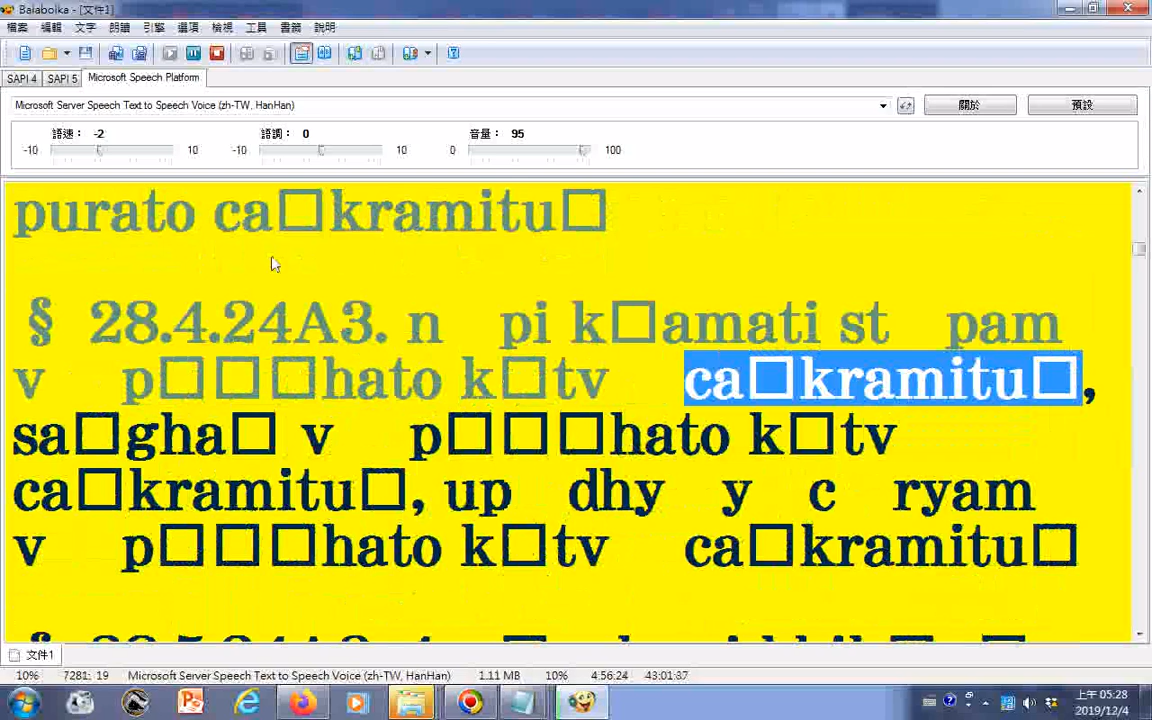 Balabolka - [文件1]
檔案 編輯 文字 朗讀 引擎 選項 檢視 工具 書籤 說明
SAPI 4 SAPI 5 Microsoft Speech Platform
Microsoft Server Speech Text to Speech Voice (zh-TW, HanHan) 關於 預設
語速： -2 語調： 0 音量： 95
-10 10 -10 10 0 100
purato ca□kramitu□
§ 28.4.24A3. n pi k□amati st pam
v p□□□hato k□tv ca□kramitu□,
sa□gha□ v p□□□hato k□tv
ca□kramitu□, up dhy y c ryam
v p□□□hato k□tv ca□kramitu□
文件1
10% 7281: 19 Microsoft Server Speech Text to Speech Voice (zh-TW, HanHan) 1.11 MB 10% 4:56:24 43:01:37
上午 05:28
2019/12/4